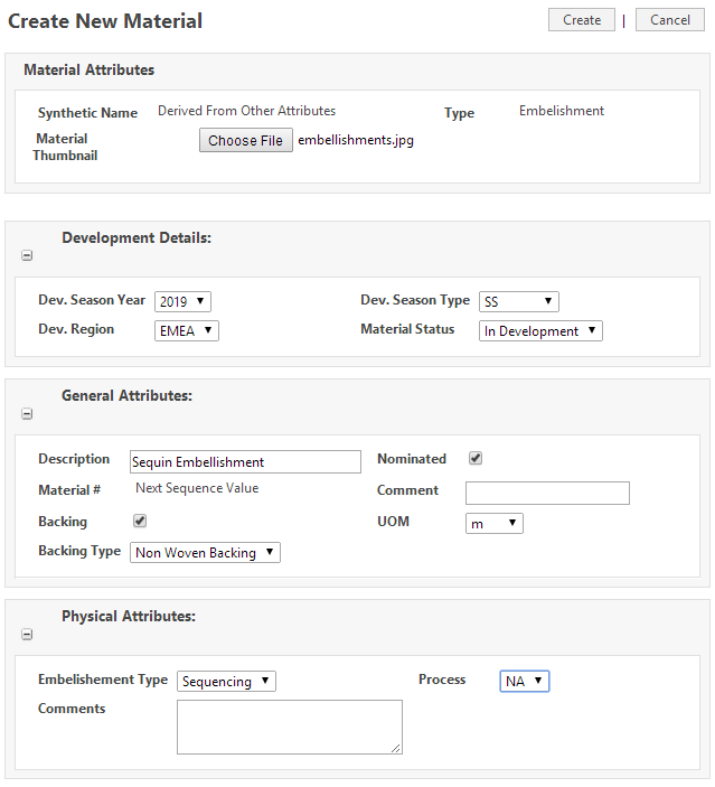 Create New Material
Create | Cancel
Material Attributes
Synthetic Name Derived From Other Attributes Type Embelishment
Material Thumbnail Choose File embellishments.jpg
Development Details:
Dev. Season Year 2019 Dev. Season Type SS
Dev. Region EMEA Material Status In Development
General Attributes:
Description Sequin Embellishment Nominated
Material # Next Sequence Value Comment
Backing UOM m
Backing Type Non Woven Backing
Physical Attributes:
Embelishement Type Sequencing Process NA
Comments